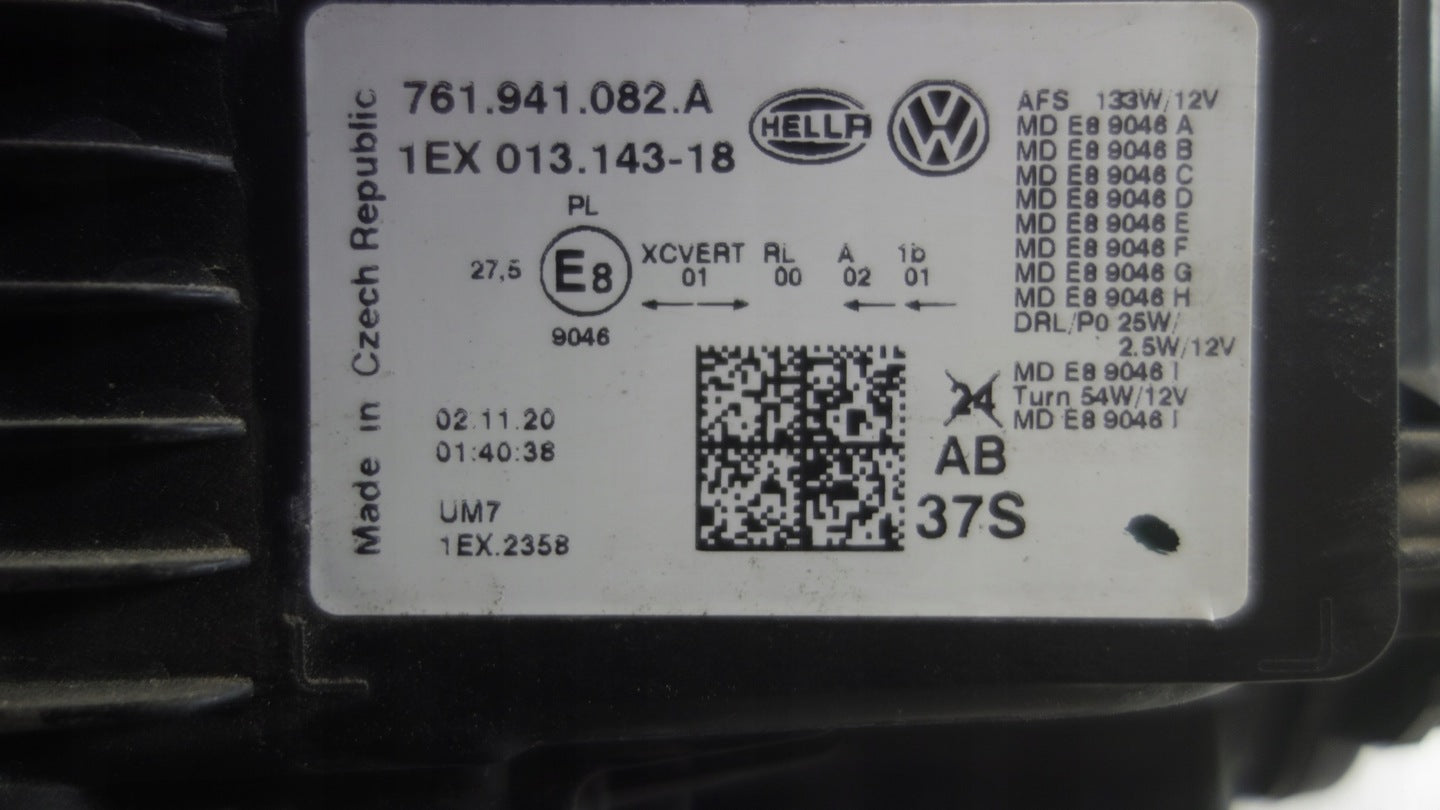 Made in Czech Republic
761.941.082.A
1EX 013.143-18
HELLA
VW
PL
27,5
E8
9046
XCVERT RL A 1b
01 00 02 01
02.11.20
01:40:38
UM7
1EX.2358
24
AB
37S
AFS 133W/12V
MD E8 9046 A
MD E8 9046 B
MD E8 9046 C
MD E8 9046 D
MD E8 9046 E
MD E8 9046 F
MD E8 9046 G
MD E8 9046 H
DRL/P0 25W/
2.5W/12V
MD E8 9046 I
Turn 54W/12V
MD E8 9046 I